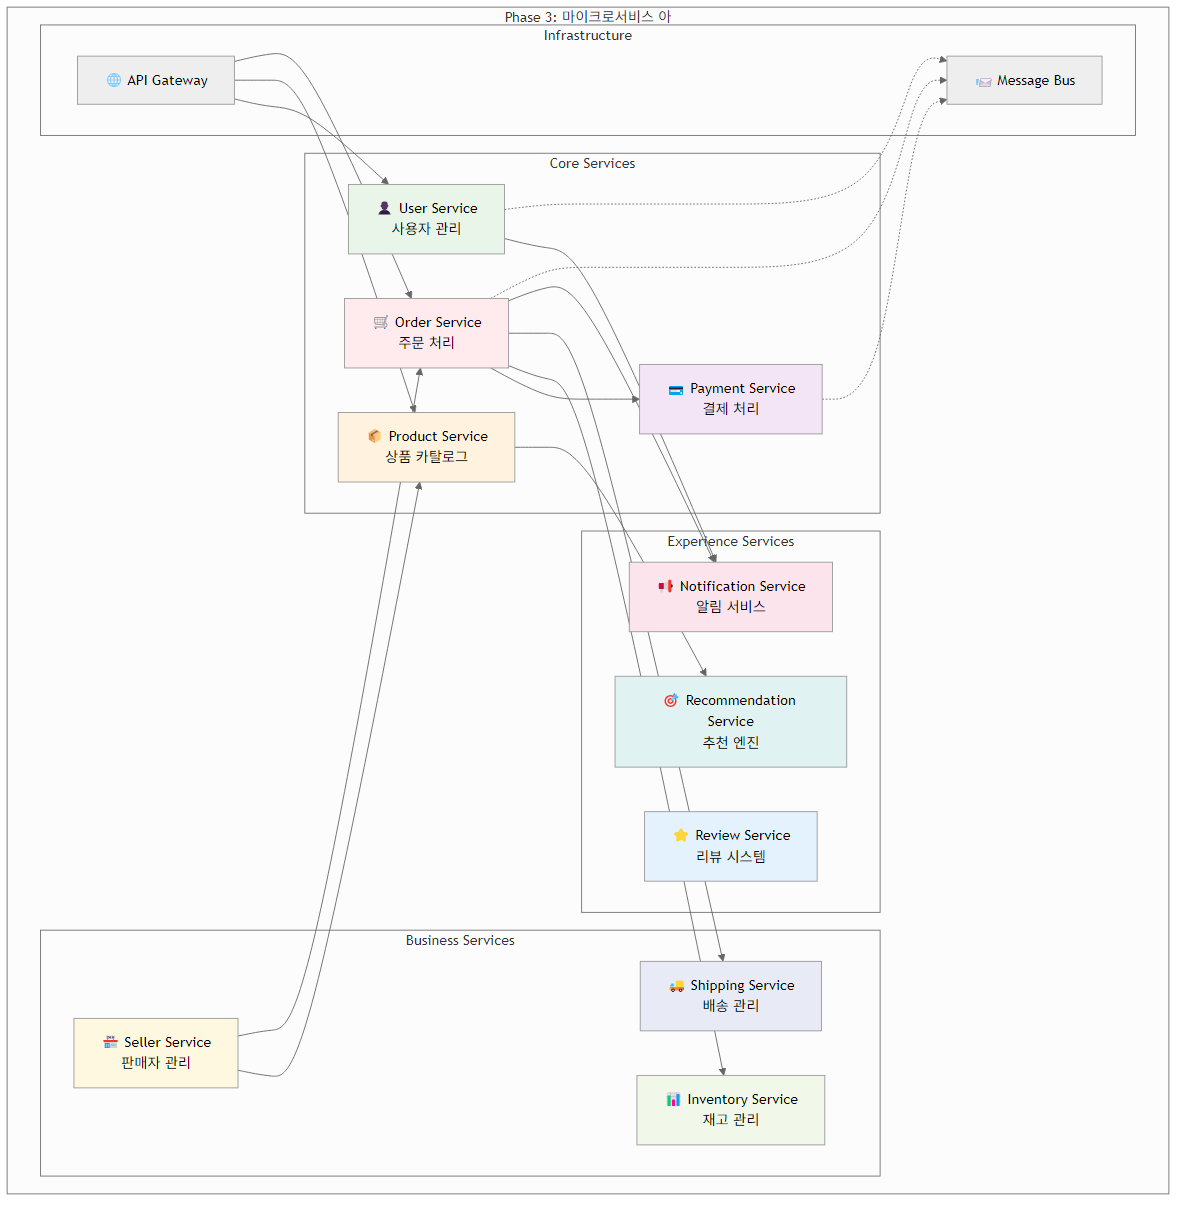 Phase 3: 마이크로서비스 아
Infrastructure
API Gateway
Message Bus
Core Services
User Service
사용자 관리
Order Service
주문 처리
Payment Service
결제 처리
Product Service
상품 카탈로그
Experience Services
Notification Service
알림 서비스
Recommendation
Service
추천 엔진
Review Service
리뷰 시스템
Business Services
Shipping Service
배송 관리
Seller Service
판매자 관리
Inventory Service
재고 관리